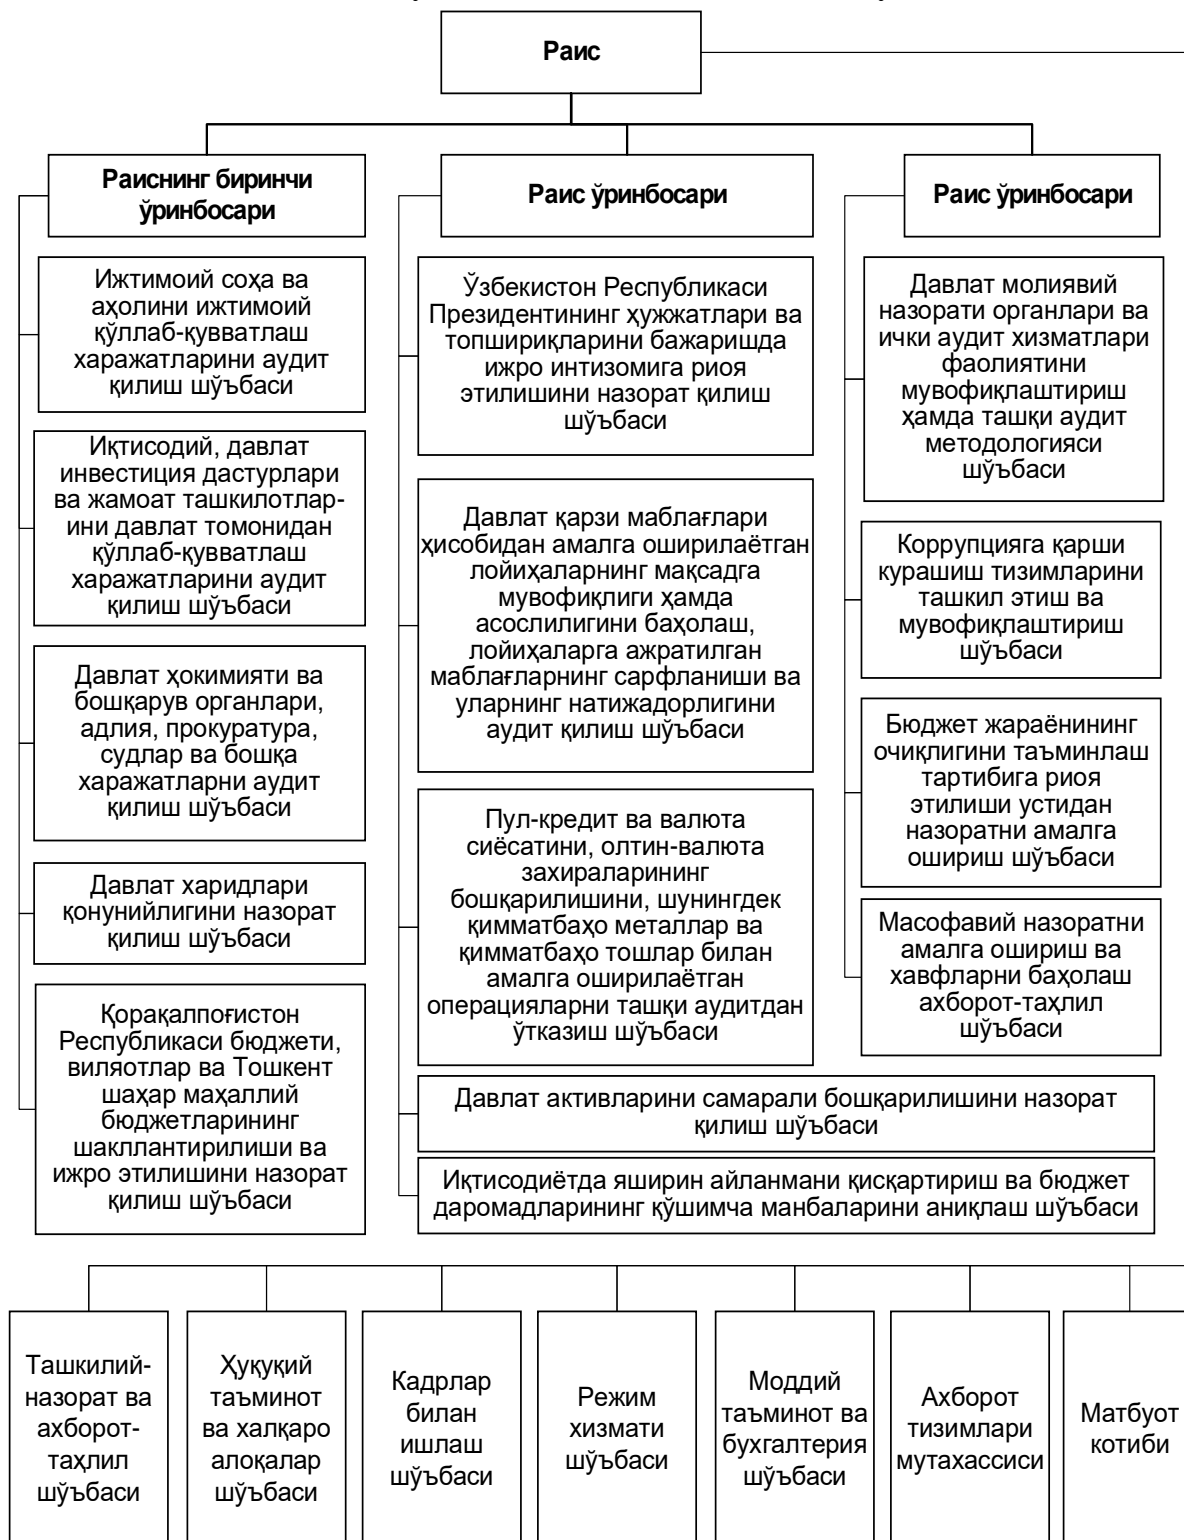 Раис
Раиснинг биринчи
ўринбосари
Ижтимоий соҳа ва
аҳолини ижтимоий
қўллаб-қувватлаш
харажатларини аудит
қилиш шўъбаси
Иқтисодий, давлат
инвестиция дастурлари
ва жамоат ташкилотлар-
ини давлат томонидан
қўллаб-қувватлаш
харажатларини аудит
қилиш шўъбаси
Давлат ҳокимияти ва
бошқарув органлари,
адлия, прокуратура,
судлар ва бошқа
харажатларни аудит
қилиш шўъбаси
Давлат харидлари
қонунийлигини назорат
қилиш шўъбаси
Қорақалпоғистон
Республикаси бюджети,
виляотлар ва Тошкент
шаҳар маҳаллий
бюджетларининг
шакллантирилиши ва
ижро этилишини назорат
қилиш шўъбаси
Раис ўринбосари
Ўзбекистон Республикаси
Президентининг ҳужжатлари ва
топшириқларини бажаришда
ижро интизомига риоя
этилишини назорат қилиш
шўъбаси
Давлат қарзи маблағлари
ҳисобидан амалга оширилаётган
лойиҳаларнинг мақсадга
мувофиқлиги ҳамда
асослилигини баҳолаш,
лойиҳаларга ажратилган
маблағларнинг сарфланиши ва
уларнинг натижадорлигини
аудит қилиш шўъбаси
Пул-кредит ва валюта
сиёсатини, олтин-валюта
захираларининг
бошқарилишини, шунингдек
қимматбаҳо металлар ва
қимматбаҳо тошлар билан
амалга оширилаётган
операцияларни ташқи аудитдан
ўтказиш шўъбаси
Давлат активларини самарали бошқарилишини назорат
қилиш шўъбаси
Иқтисодиётда яширин айланмани қисқартириш ва бюджет
даромадларининг қўшимча манбаларини аниқлаш шўъбаси
Раис ўринбосари
Давлат молиявий
назорати органлари ва
ички аудит хизматлари
фаолиятини
мувофиқлаштириш
ҳамда ташқи аудит
методологияси
шўъбаси
Коррупцияга қарши
курашиш тизимларини
ташкил этиш ва
мувофиқлаштириш
шўъбаси
Бюджет жараёнининг
очиқлигини таъминлаш
тартибига риоя
этилиши устидан
назоратни амалга
ошириш шўъбаси
Масофавий назоратни
амалга ошириш ва
хавфларни баҳолаш
ахборот-таҳлил
шўъбаси
Ташкилий-
назорат ва
ахборот-
таҳлил
шўъбаси
Ҳуқуқий
таъминот
ва халқаро
алоқалар
шўъбаси
Кадрлар
билан
ишлаш
шўъбаси
Режим
хизмати
шўъбаси
Моддий
таъминот ва
бухгалтерия
шўъбаси
Ахборот
тизимлари
мутахассиси
Матбуот
котиби